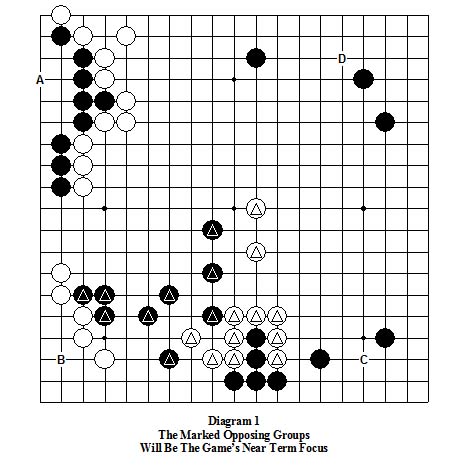 D
A
B
C
Diagram 1
The Marked Opposing Groups
Will Be The Game's Near Term Focus